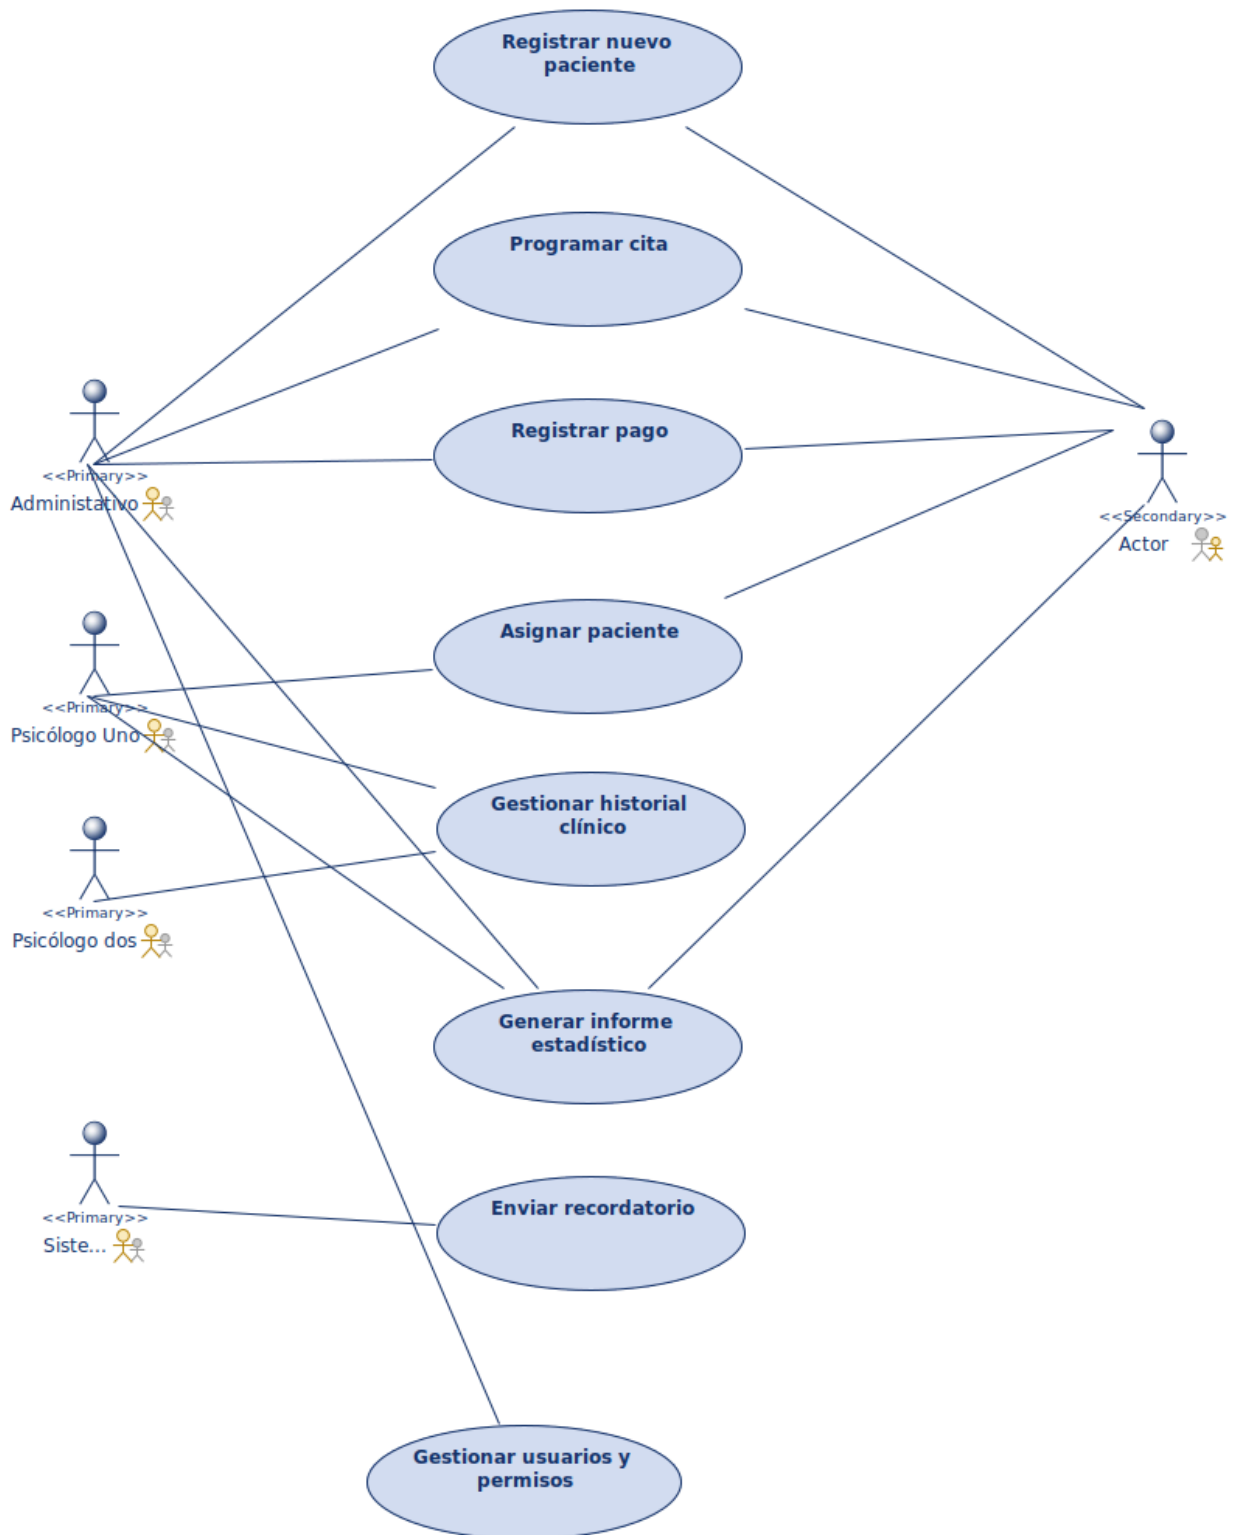 Registrar nuevo
paciente
Programar cita
Registrar pago
<<Primary>>
Administativo
<<Secondary>>
Actor
Asignar paciente
<<Primary>>
Psicólogo Uno
Gestionar historial
clínico
<<Primary>>
Psicólogo dos
Generar informe
estadístico
Enviar recordatorio
<<Primary>>
Siste...
Gestionar usuarios y
permisos